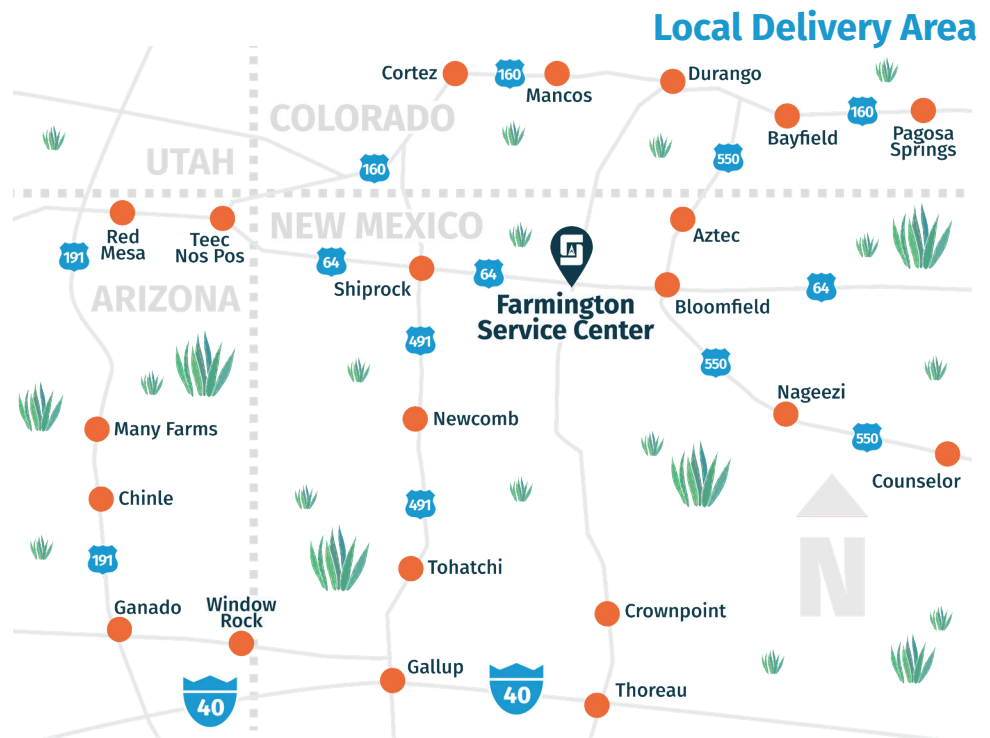 Local Delivery Area
Cortez
160
Mancos
Durango
COLORADO
Bayfield
160
Pagosa
Springs
UTAH
160
550
NEW MEXICO
Red
Mesa
Teec
Nos Pos
Aztec
191
64
Shiprock
64
A
Farmington
Service Center
Bloomfield
64
ARIZONA
491
550
Nageezi
Many Farms
Newcomb
550
Counselor
Chinle
491
191
Tohatchi
N
Ganado
Window
Rock
Crownpoint
Gallup
40
40
Thoreau